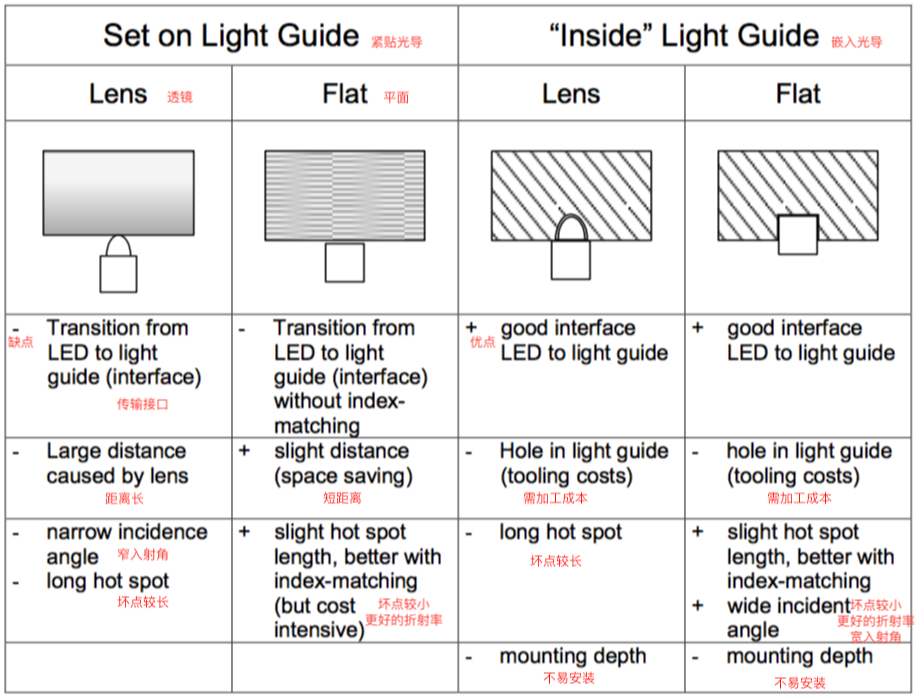 Set on Light Guide 紧贴光导
“Inside” Light Guide 嵌入光导
Lens 透镜
Flat 平面
Lens
Flat
- Transition from
缺点
LED to light
guide (interface)
传输接口
- Transition from
LED to light
guide (interface)
without index-
matching
+ good interface
优点
LED to light guide
+ good interface
LED to light guide
- Large distance
caused by lens
距离长
+ slight distance
(space saving)
短距离
- Hole in light guide
(tooling costs)
需加工成本
- hole in light guide
(tooling costs)
需加工成本
- narrow incidence
angle 窄入射角
- long hot spot
坏点较长
+ slight hot spot
length, better with
index-matching
(but cost 坏点较小
更好的折射率
intensive)
- long hot spot
坏点较长
+ slight hot spot
length, better with
index-matching
+ wide incident 坏点较小
更好的折射率
angle 宽入射角
- mounting depth
不易安装
- mounting depth
不易安装